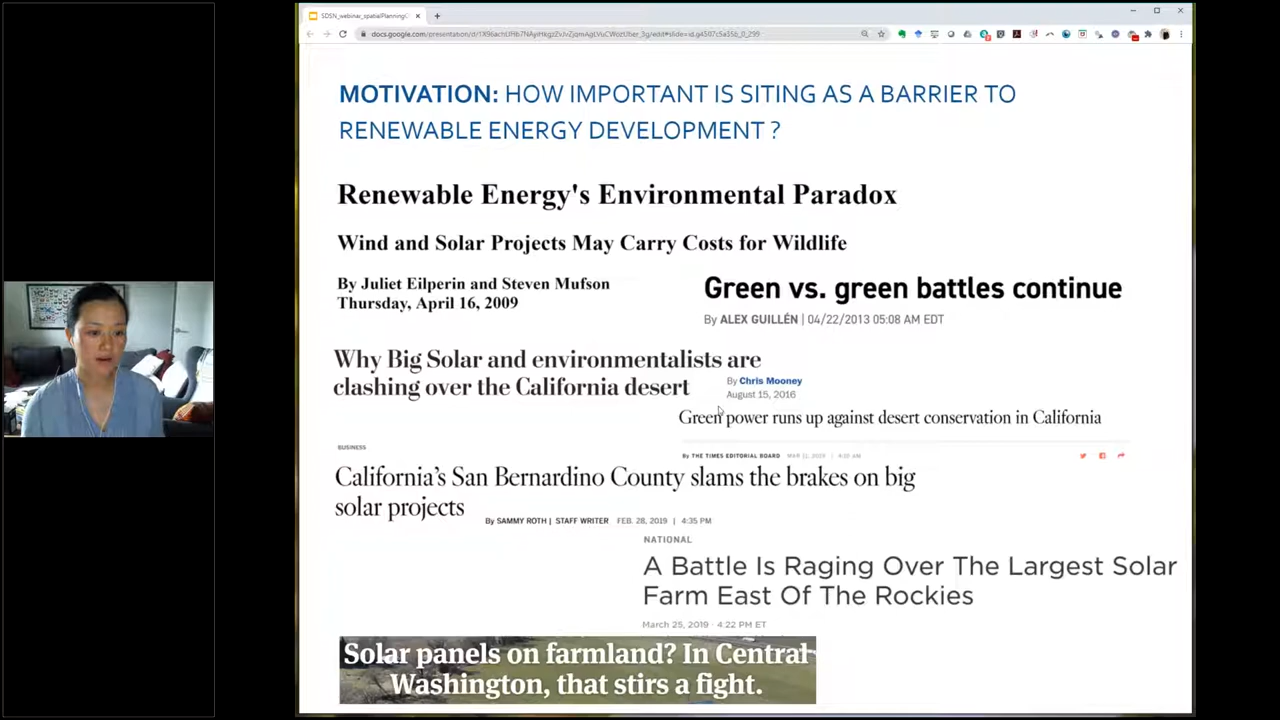 SDSN_webinar_spatialPlanning
MOTIVATION: HOW IMPORTANT IS SITING AS A BARRIER TO
RENEWABLE ENERGY DEVELOPMENT ?
Renewable Energy's Environmental Paradox
Wind and Solar Projects May Carry Costs for Wildlife
By Juliet Eilperin and Steven Mufson
Thursday, April 16, 2009
Green vs. green battles continue
By ALEX GUILLÉN | 04/22/2013 05:08 AM EDT
Why Big Solar and environmentalists are
clashing over the California desert
By Chris Mooney
August 15, 2016
Green power runs up against desert conservation in California
By THE TIMES EDITORIAL BOARD
BUSINESS
California’s San Bernardino County slams the brakes on big
solar projects
By SAMMY ROTH | STAFF WRITER FEB. 28, 2019 | 4:35 PM
NATIONAL
A Battle Is Raging Over The Largest Solar
Farm East Of The Rockies
March 25, 2019 · 4:22 PM ET
Solar panels on farmland? In Central
Washington, that stirs a fight.